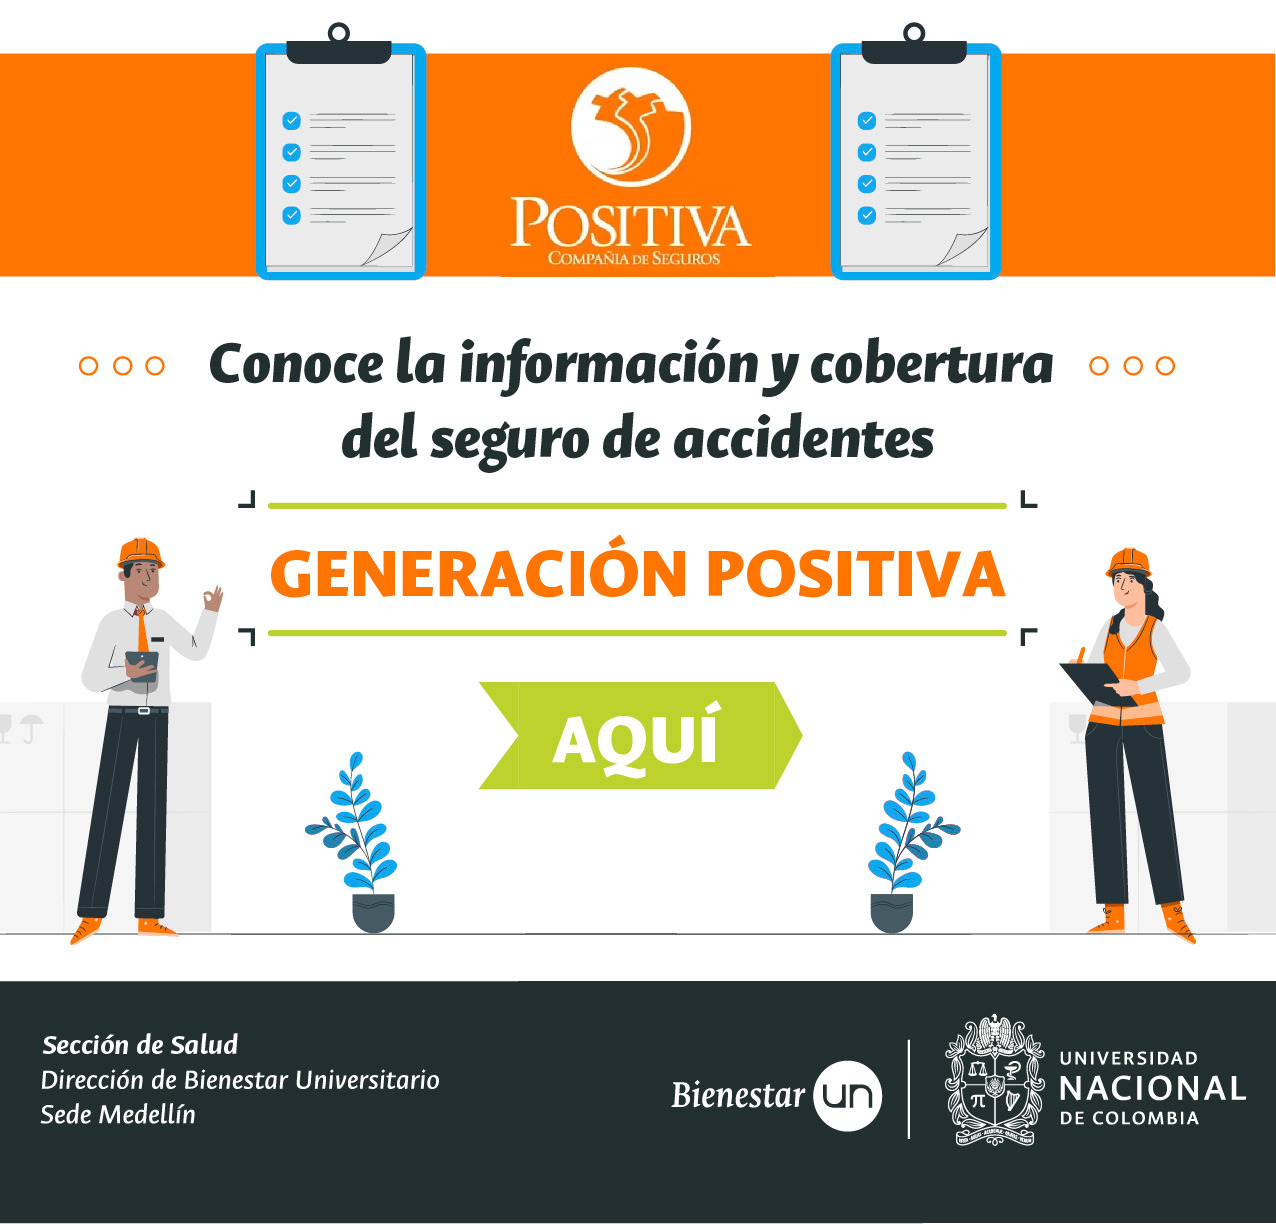 POSITIVA
COMPAÑIA DE SEGUROS
Conoce la información y cobertura
del seguro de accidentes
GENERACIÓN POSITIVA
AQUÍ
Sección de Salud
Dirección de Bienestar Universitario
Sede Medellín
Bienestar un
UNIVERSIDAD
NACIONAL
DE COLOMBIA